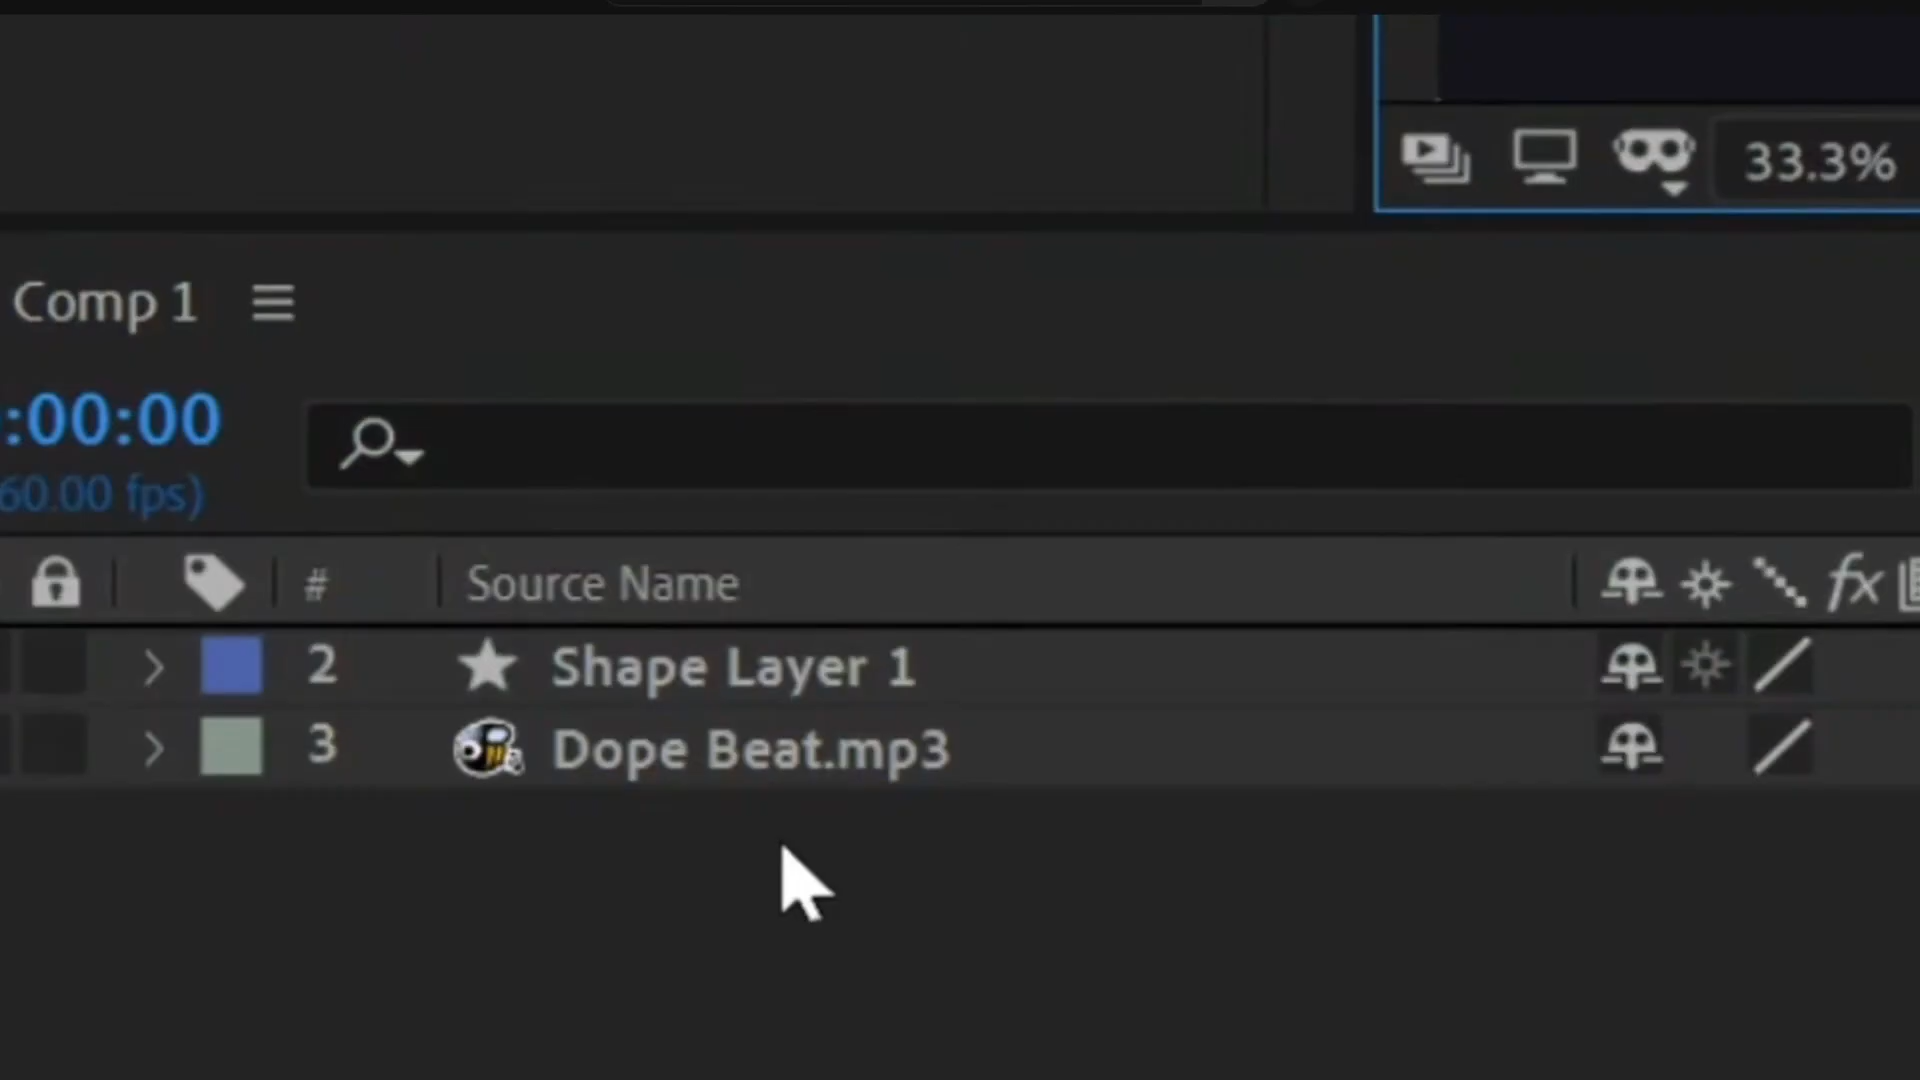 33.3%
Comp 1
:00:00
60.00 fps)
# Source Name
fx
2 Shape Layer 1
3 Dope Beat.mp3